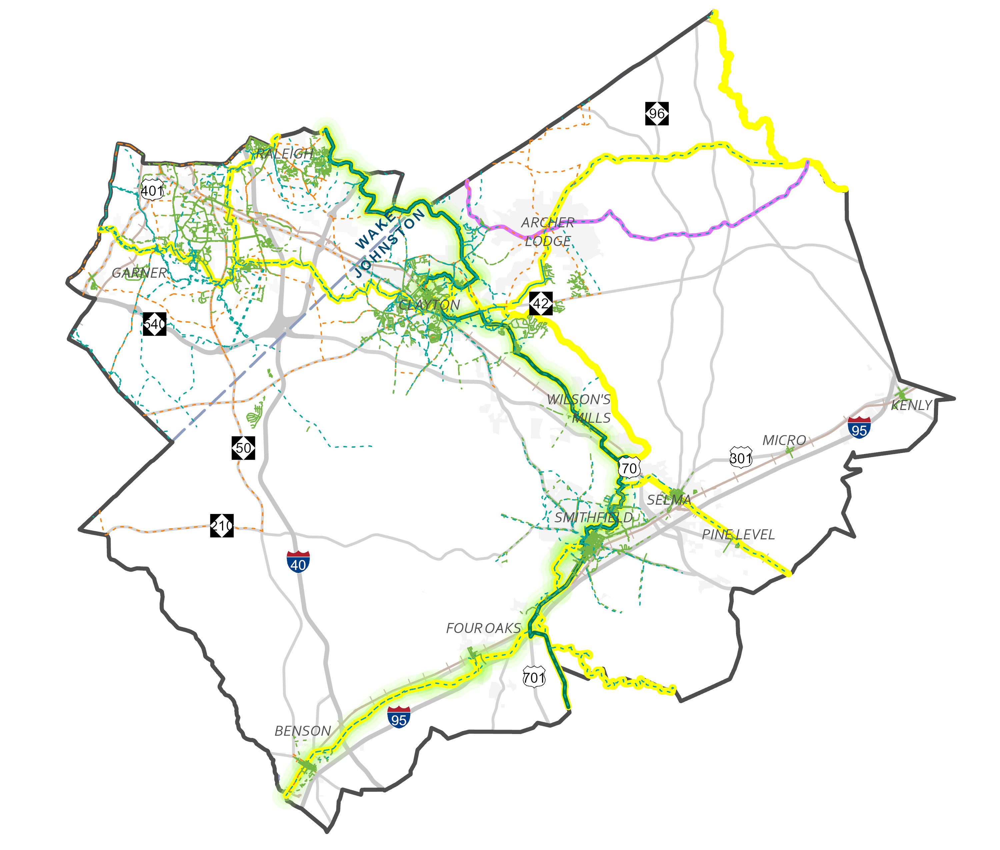 96
RALEIGH
401
WAKE
JOHNSTON
ARCHER
LODGE
GARNER
CLAYTON
42
540
WILSON'S
MILLS
KENLY
95
MICRO
50
301
70
SELMA
SMITHFIELD
210
PINE LEVEL
40
FOUR OAKS
701
95
BENSON